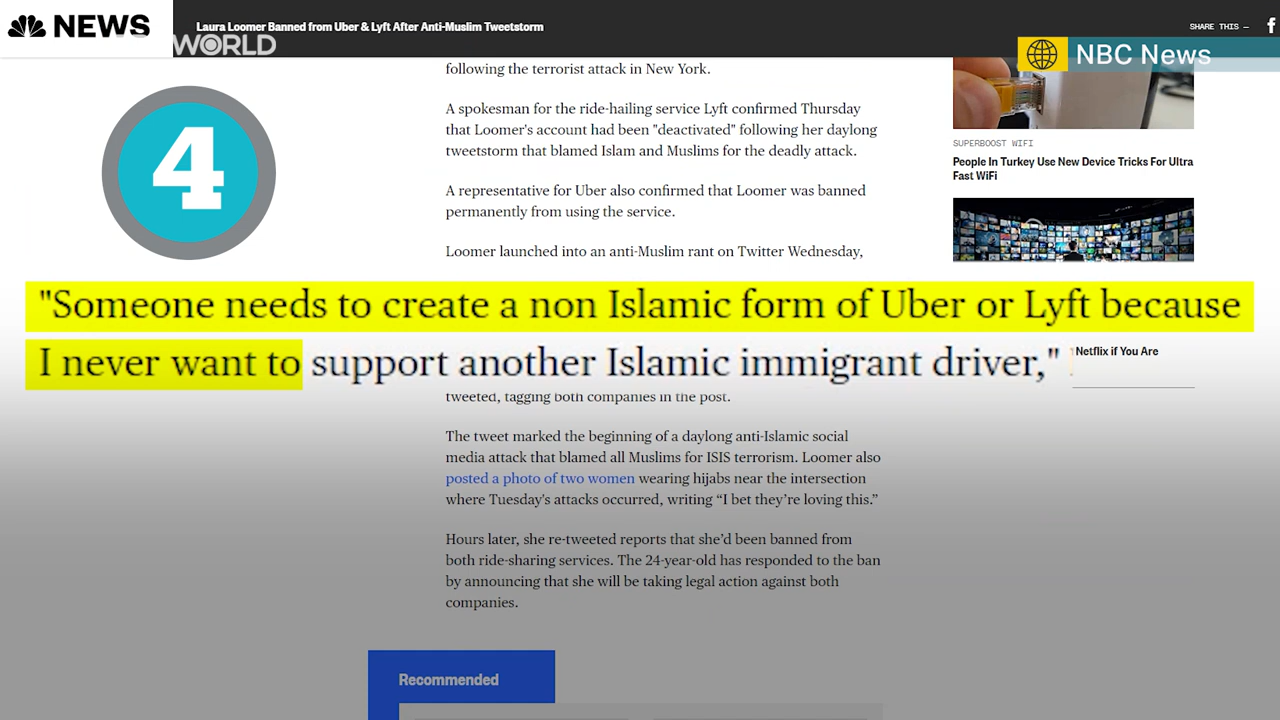 NEWS
Laura Loomer Banned from Uber & Lyft After Anti-Muslim Tweetstorm
SHARE THIS —
f
WORLD
NBC News
following the terrorist attack in New York.
4
A spokesman for the ride-hailing service Lyft confirmed Thursday
that Loomer's account had been "deactivated" following her daylong
tweetstorm that blamed Islam and Muslims for the deadly attack.
SUPERBOOST WIFI
People In Turkey Use New Device Tricks For Ultra
Fast WiFi
A representative for Uber also confirmed that Loomer was banned
permanently from using the service.
Loomer launched into an anti-Muslim rant on Twitter Wednesday,
"Someone needs to create a non Islamic form of Uber or Lyft because
I never want to support another Islamic immigrant driver,"
Netflix if You Are
tweeted, tagging both companies in the post.
The tweet marked the beginning of a daylong anti-Islamic social
media attack that blamed all Muslims for ISIS terrorism. Loomer also
posted a photo of two women wearing hijabs near the intersection
where Tuesday's attacks occurred, writing “I bet they’re loving this.”
Hours later, she re-tweeted reports that she’d been banned from
both ride-sharing services. The 24-year-old has responded to the ban
by announcing that she will be taking legal action against both
companies.
Recommended